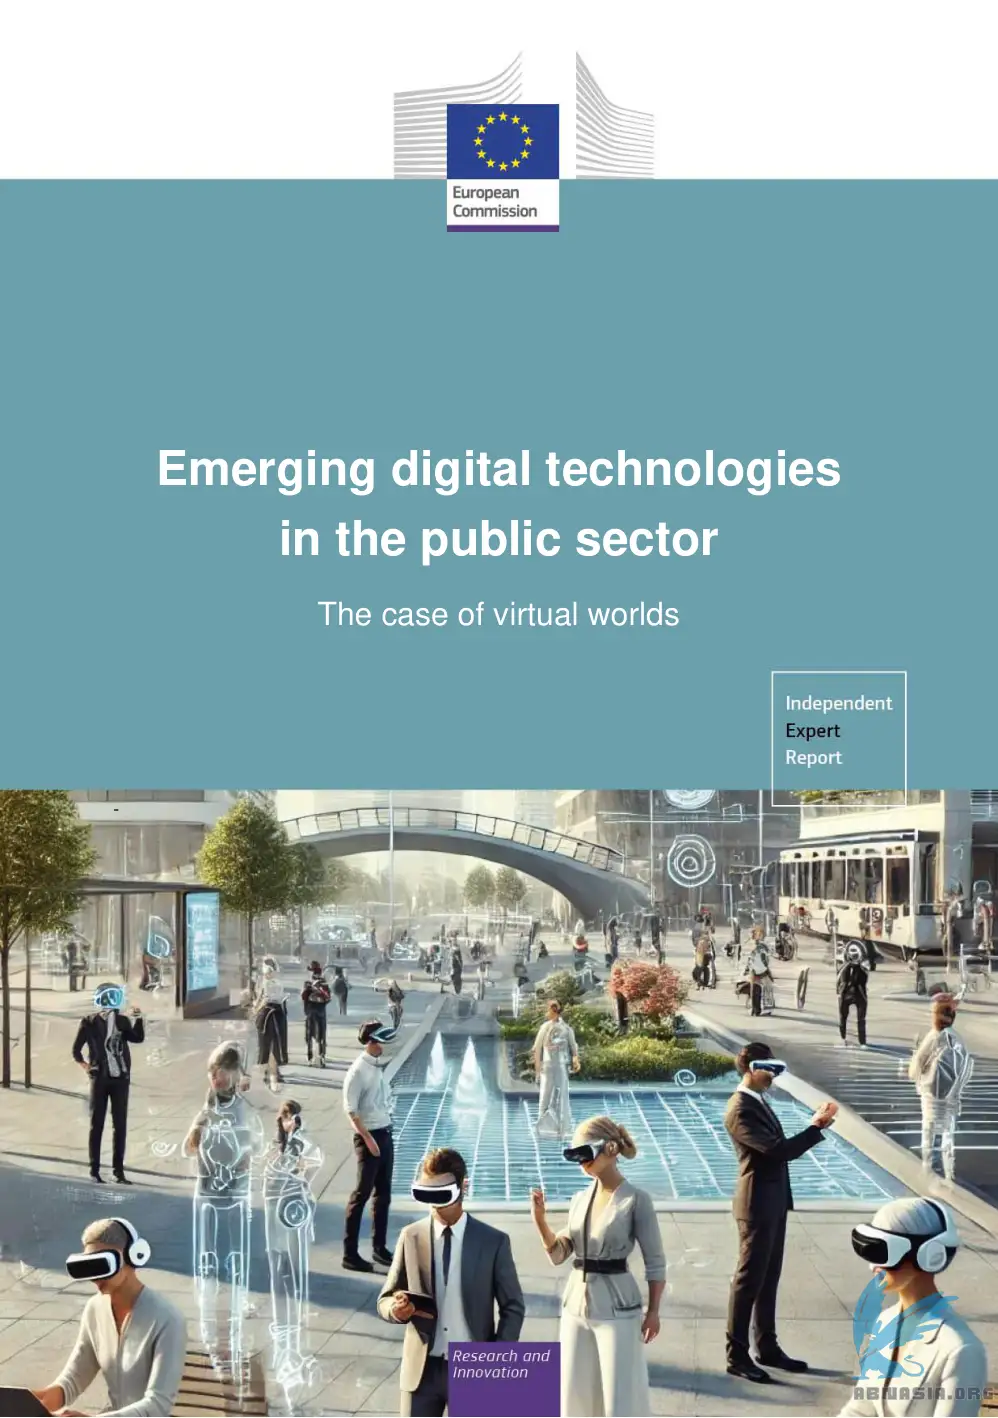 European
Commission
Emerging digital technologies
in the public sector
The case of virtual worlds
Independent
Expert
Report
-
Research and
Innovation
ABNASIA.ORG